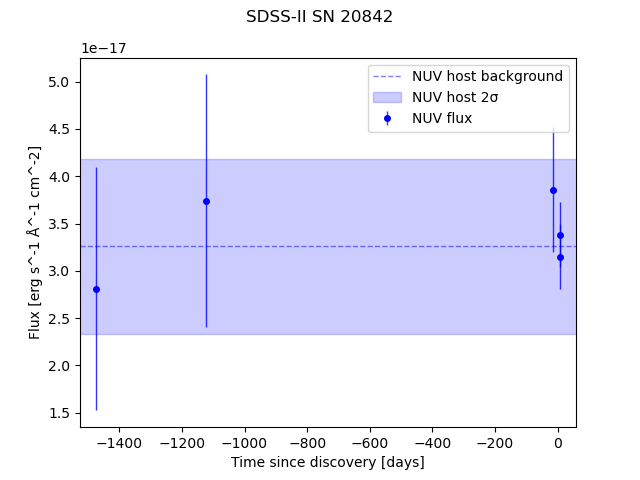 SDSS-II SN 20842
1e−17
NUV host background
NUV host 2σ
NUV flux
5.0
4.5
4.0
3.5
3.0
2.5
2.0
1.5
Flux [erg s^-1 Å^-1 cm^-2]
−1400 −1200 −1000 −800 −600 −400 −200 0
Time since discovery [days]